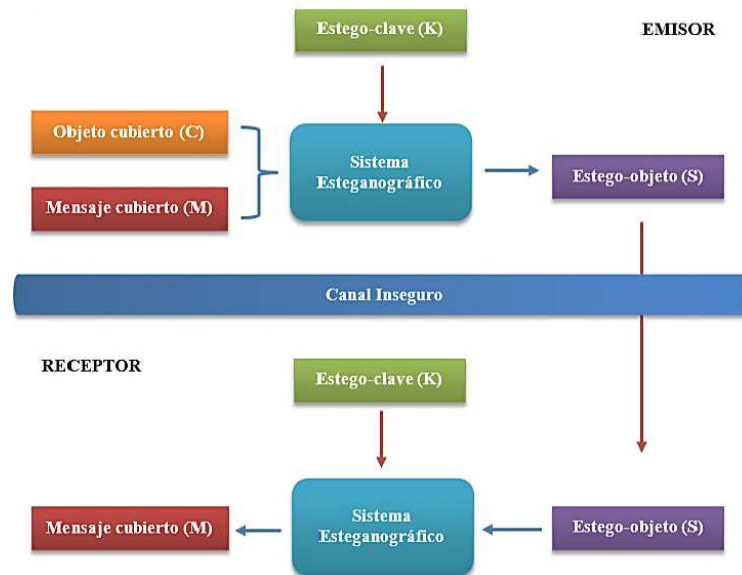 Estego-clave (K)
EMISOR
Objeto cubierto (C)
Mensaje cubierto (M)
Sistema
Esteganográfico
Estego-objeto (S)
Canal Inseguro
RECEPTOR
Estego-clave (K)
Mensaje cubierto (M)
Sistema
Esteganográfico
Estego-objeto (S)